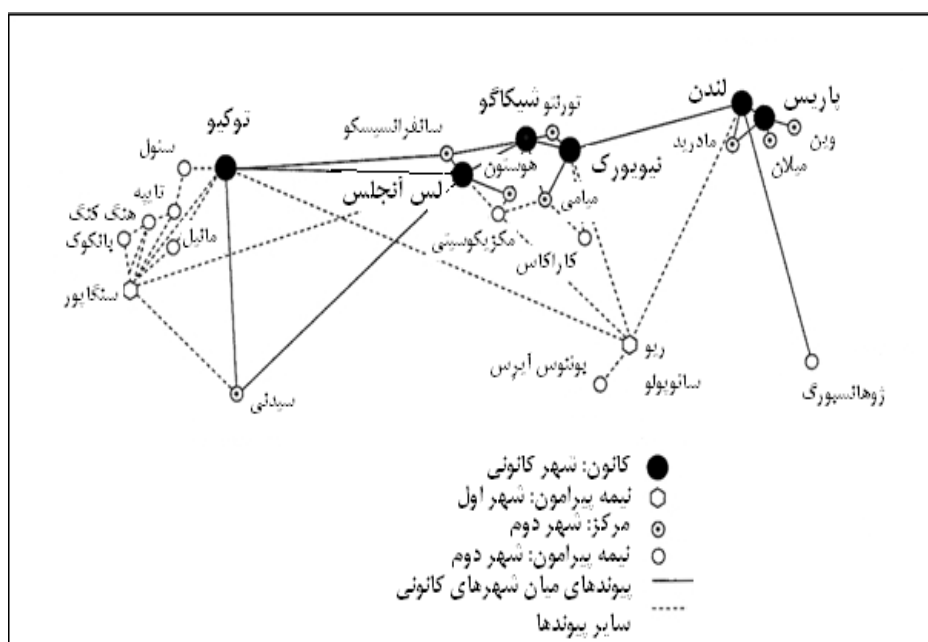 لندن
پاریس
وین
میلان
مادرید
شیکاگو
تورنتو
نیویورک
هوستون
میامی
سانفرانسیسکو
لس آنجلس
مکزیکوسیتی
کاراکاس
توکیو
سئول
تایپه
هنگ کنگ
بانکوک
مانیل
سنگاپور
سیدنی
ریو
سائوپولو
بوئنوس آیرس
ژوهانسبورگ
کانون: شهر کانونی
نیمه پیرامون: شهر اول
مرکز: شهر دوم
نیمه پیرامون: شهر دوم
پیوندهای میان شهرهای کانونی
سایر پیوندها